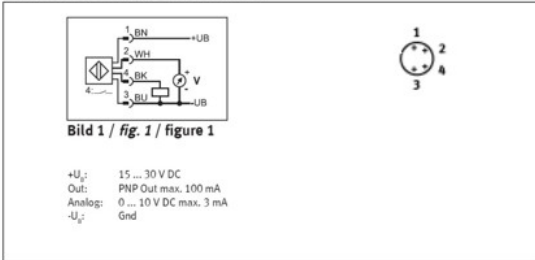 1 BN +UB
2 WH
4 BK
+ V
-
4:
3 BU -UB
Bild 1 / fig. 1 / figure 1
+UB: 15 ... 30 V DC
Out: PNP Out max. 100 mA
Analog: 0 ... 10 V DC max. 3 mA
-UB: Gnd
1
2
4
3